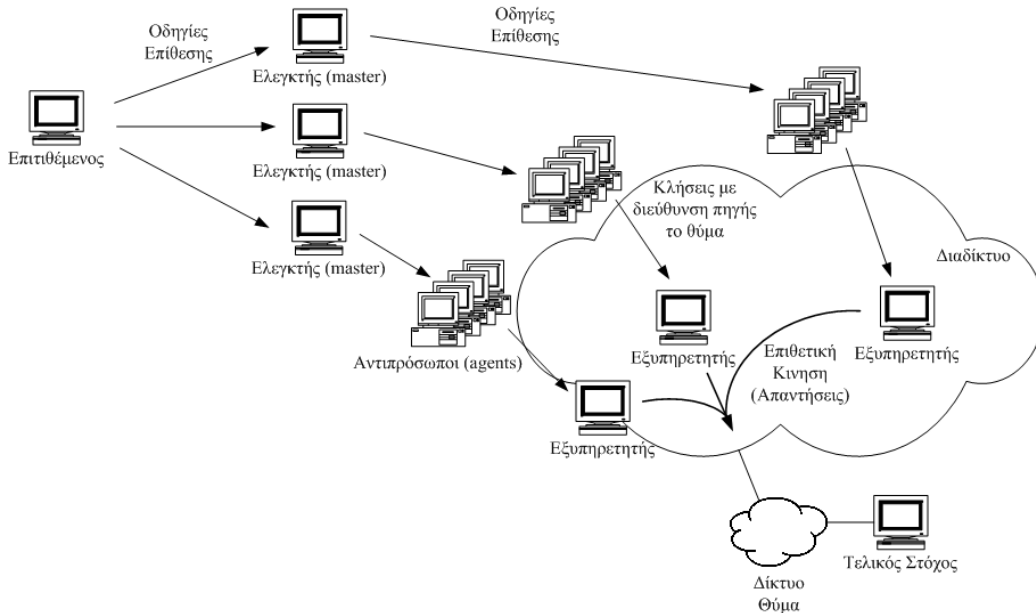 Οδηγίες
Επίθεσης
Οδηγίες
Επίθεσης
Ελεγκτής (master)
Επιτιθέμενος
Ελεγκτής (master)
Κλήσεις με
διεύθυνση πηγής
το θύμα
Ελεγκτής (master)
Διαδίκτυο
Αντιπρόσωποι (agents)
Εξυπηρετητής
Επιθετική
Κινηση
(Απαντήσεις)
Εξυπηρετητής
Εξυπηρετητής
Δίκτυο
Θύμα
Τελικός Στόχος